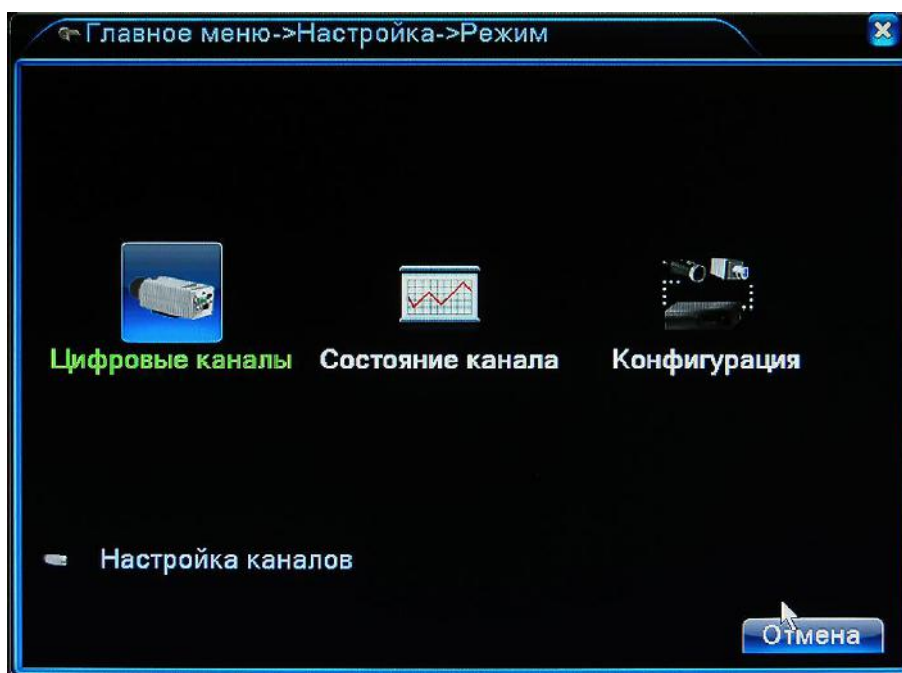 Главное меню->Настройка->Режим
Цифровые каналы Состояние канала Конфигурация
Настройка каналов
Отмена